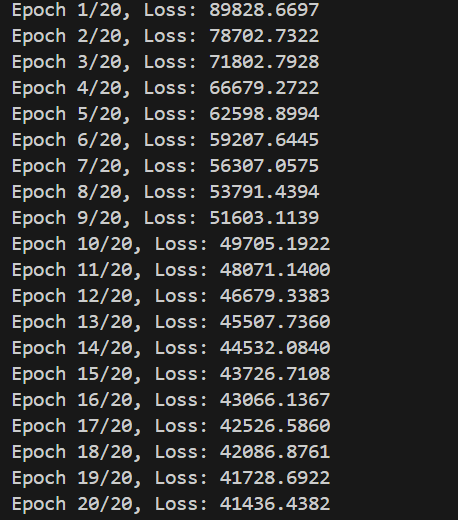 Epoch 1/20, Loss: 89828.6697
Epoch 2/20, Loss: 78702.7322
Epoch 3/20, Loss: 71802.7928
Epoch 4/20, Loss: 66679.2722
Epoch 5/20, Loss: 62598.8994
Epoch 6/20, Loss: 59207.6445
Epoch 7/20, Loss: 56307.0575
Epoch 8/20, Loss: 53791.4394
Epoch 9/20, Loss: 51603.1139
Epoch 10/20, Loss: 49705.1922
Epoch 11/20, Loss: 48071.1400
Epoch 12/20, Loss: 46679.3383
Epoch 13/20, Loss: 45507.7360
Epoch 14/20, Loss: 44532.0840
Epoch 15/20, Loss: 43726.7108
Epoch 16/20, Loss: 43066.1367
Epoch 17/20, Loss: 42526.5860
Epoch 18/20, Loss: 42086.8761
Epoch 19/20, Loss: 41728.6922
Epoch 20/20, Loss: 41436.4382